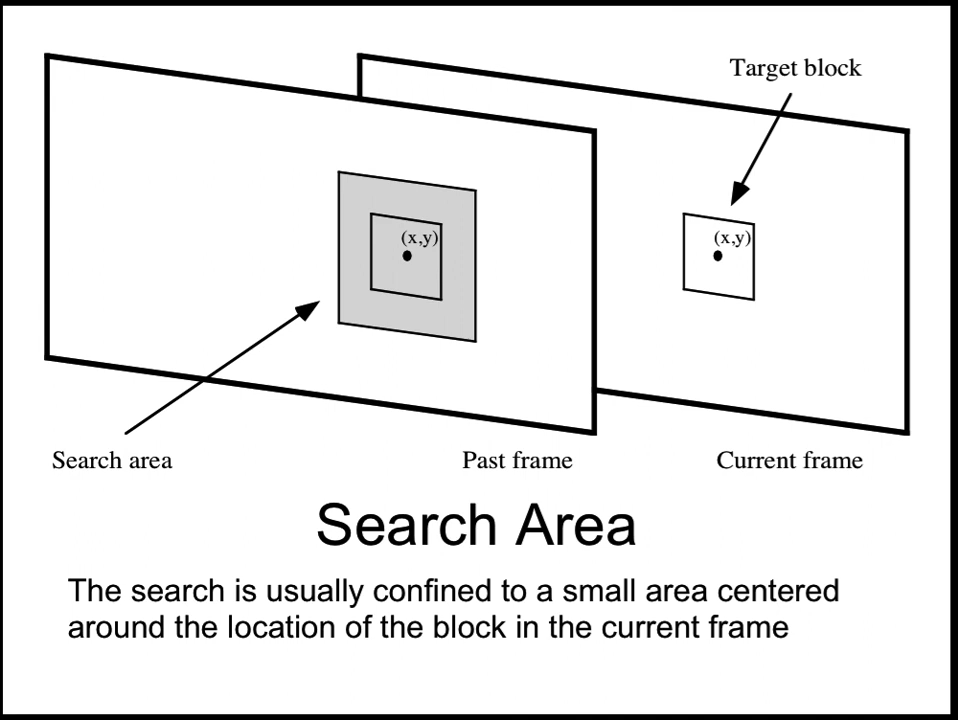 Target block
(x,y)
(x,y)
Search area
Past frame
Current frame
Search Area
The search is usually confined to a small area centered
around the location of the block in the current frame